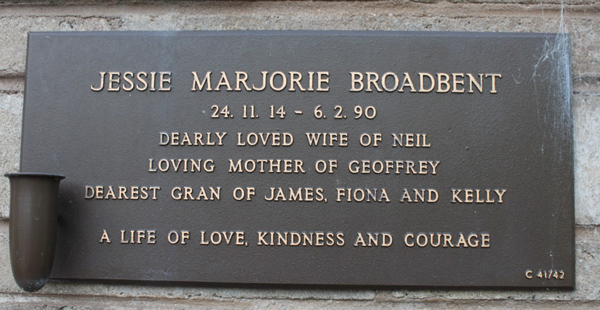 JESSIE MARJORIE BROADBENT
24. 11. 14 - 6. 2. 90
DEARLY LOVED WIFE OF NEIL
LOVING MOTHER OF GEOFFREY
DEAREST GRAN OF JAMES, FIONA AND KELLY
A LIFE OF LOVE, KINDNESS AND COURAGE
C 41/42